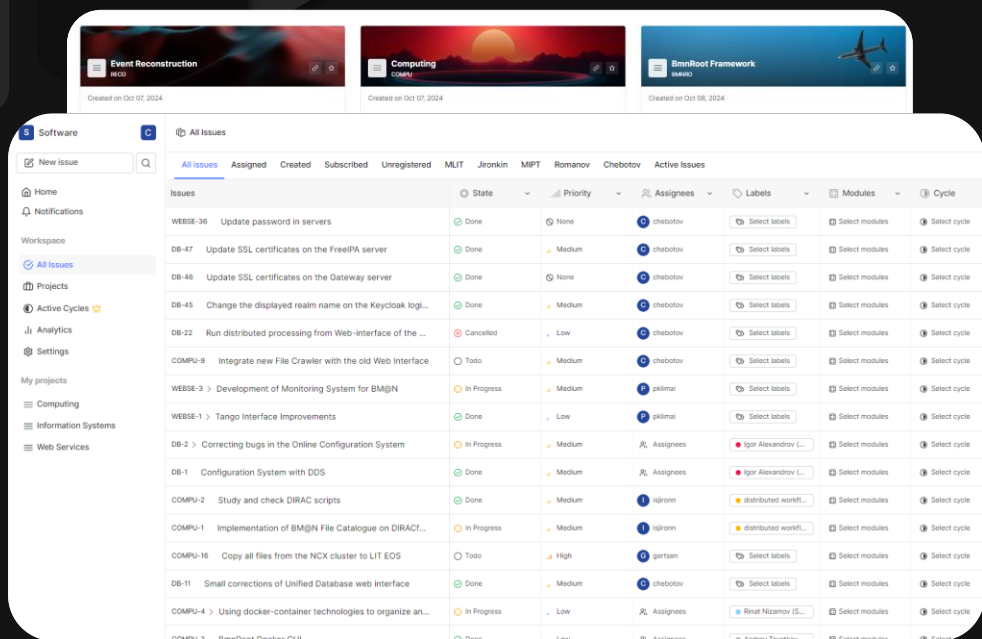 Event Reconstruction
RECO
Created on Oct 07, 2024
Computing
COMPU
Created on Oct 07, 2024
BmnRoot Framework
BMNRO
Created on Oct 08, 2024
S Software C
New issue
Home
Notifications
Workspace
All Issues
Projects
Active Cycles
Analytics
Settings
My projects
Computing
Information Systems
Web Services
All Issues
All issues Assigned Created Subscribed Unregistered MLIT Jironkin MIPT Romanov Chebotov Active Issues
Issues State Priority Assignees Labels Modules Cycle
WEBSE-36 Update password in servers Done None C chebotov Select labels Select modules Select cycle
DB-47 Update SSL certificates on the FreeIPA server Done Medium C chebotov Select labels Select modules Select cycle
DB-46 Update SSL certificates on the Gateway server Done None C chebotov Select labels Select modules Select cycle
DB-45 Change the displayed realm name on the Keycloak logi... Done Medium C chebotov Select labels Select modules Select cycle
DB-22 Run distributed processing from Web-interface of the ... Cancelled Low C chebotov Select labels Select modules Select cycle
COMPU-9 Integrate new File Crawler with the old Web Interface Todo Medium C chebotov Select labels Select modules Select cycle
WEBSE-3 > Development of Monitoring System for BM@N In Progress Medium P pklimai Select labels Select modules Select cycle
WEBSE-1 > Tango Interface Improvements Done Low P pklimai Select labels Select modules Select cycle
DB-2 > Correcting bugs in the Online Configuration System In Progress Medium Assignees Igor Alexandrov (... Select modules Select cycle
DB-1 Configuration System with DDS Done Medium Assignees Igor Alexandrov (... Select modules Select cycle
COMPU-2 Study and check DIRAC scripts Done Medium I isjironn distributed workfl... Select modules Select cycle
COMPU-1 Implementation of BM@N File Catalogue on DIRACf... In Progress Medium I isjironn distributed workfl... Select modules Select cycle
COMPU-16 Copy all files from the NCX cluster to LIT EOS Todo High G gertsen Select labels Select modules Select cycle
DB-11 Small corrections of Unified Database web interface Done Medium C chebotov Select labels Select modules Select cycle
COMPU-4 > Using docker-container technologies to organize an... In Progress Low Assignees Rinat Nizamov (S... Select modules Select cycle
COMPU-3 BmnRoot Docker GUI Done Low Assignees Andrey Tsvetkov Select modules Select cycle